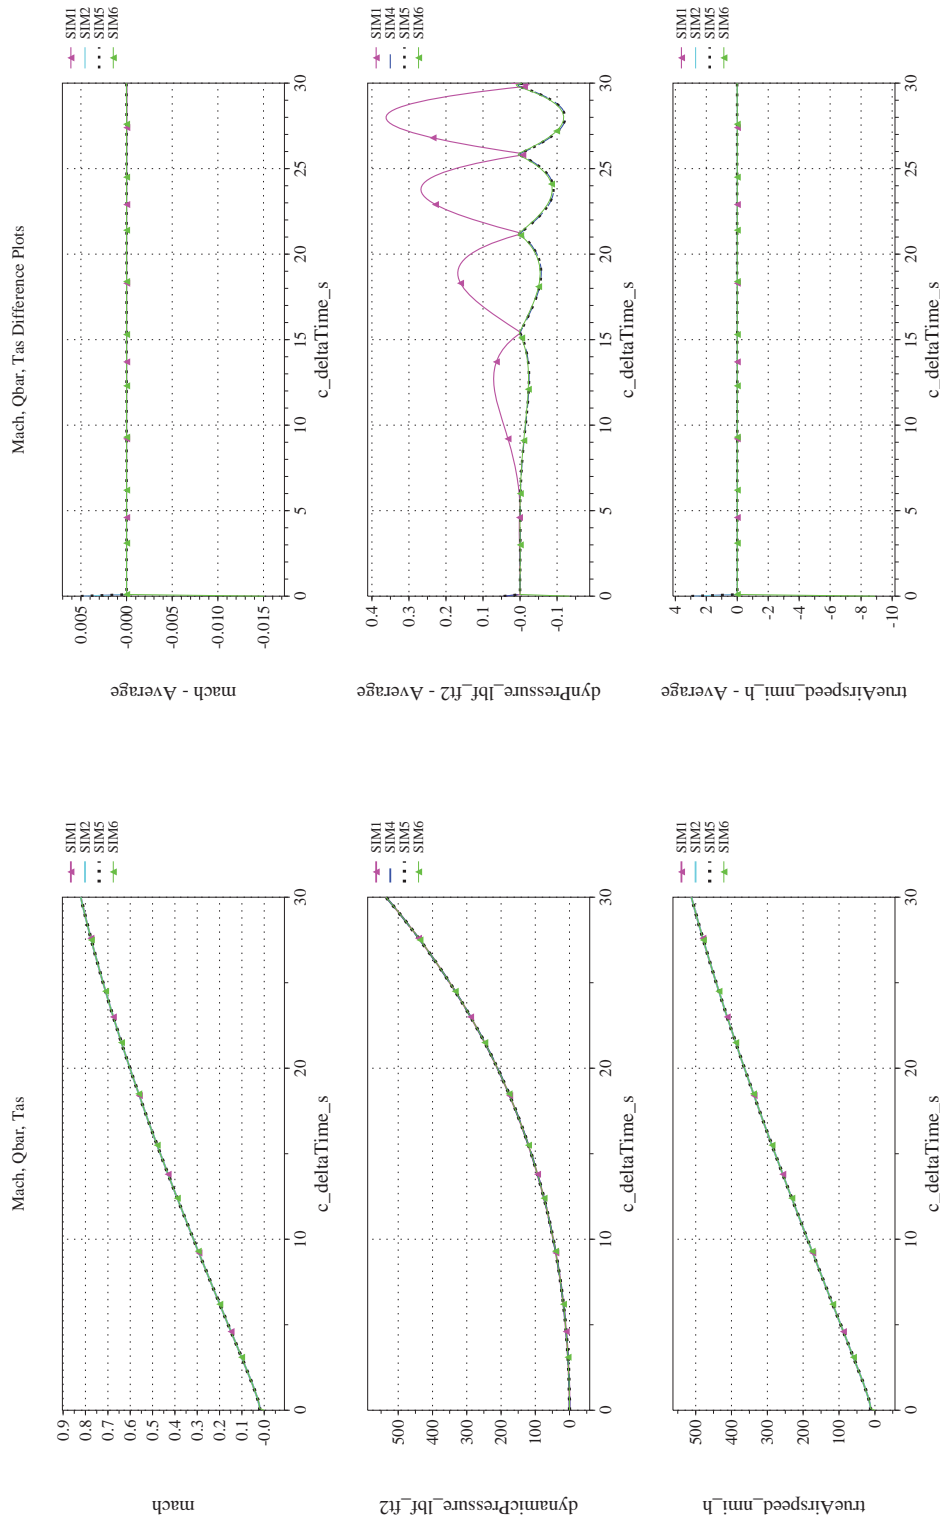 Mach, Qbar, Tas
0.9
0.8
0.7
0.6
0.5
0.4
0.3
0.2
0.1
-0.0
mach
0
10
20
30
c_deltaTime_s
SIM1
SIM2
SIM5
SIM6
500
400
300
200
100
0
dynamicPressure_lbf_ft2
0
10
20
30
c_deltaTime_s
SIM1
SIM4
SIM5
SIM6
500
400
300
200
100
0
trueAirspeed_nmi_h
0
10
20
30
c_deltaTime_s
SIM1
SIM2
SIM5
SIM6
Mach, Qbar, Tas Difference Plots
0.005
-0.000
-0.005
-0.010
-0.015
mach - Average
0
5
10
15
20
25
30
c_deltaTime_s
SIM1
SIM2
SIM5
SIM6
0.4
0.3
0.2
0.1
-0.0
-0.1
dynPressure_lbf_ft2 - Average
0
5
10
15
20
25
30
c_deltaTime_s
SIM1
SIM4
SIM5
SIM6
4
2
0
-2
-4
-6
-8
-10
trueAirspeed_nmi_h - Average
0
5
10
15
20
25
30
c_deltaTime_s
SIM1
SIM2
SIM5
SIM6